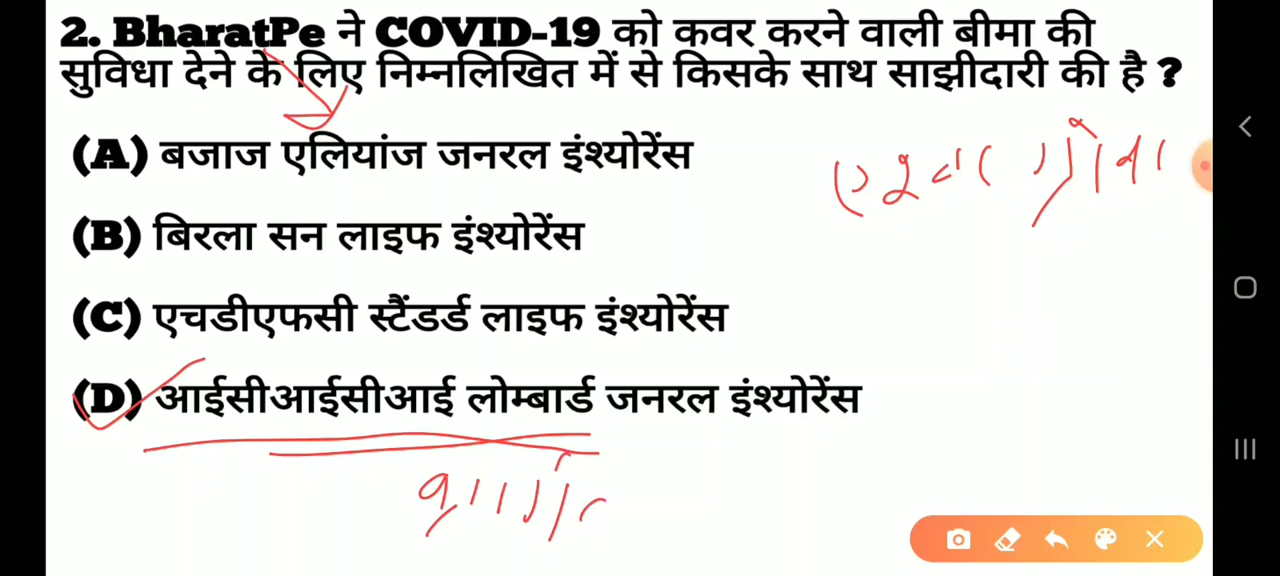 2. BharatPe ने COVID-19 को कवर करने वाली बीमा की
सुविधा देने के लिए निम्नलिखित में से किसके साथ साझीदारी की है ?
(A) बजाज एलियांज जनरल इंश्योरेंस
(B) बिरला सन लाइफ इंश्योरेंस
(C) एचडीएफसी स्टैंडर्ड लाइफ इंश्योरेंस
(D) आईसीआईसीआई लोम्बार्ड जनरल इंश्योरेंस